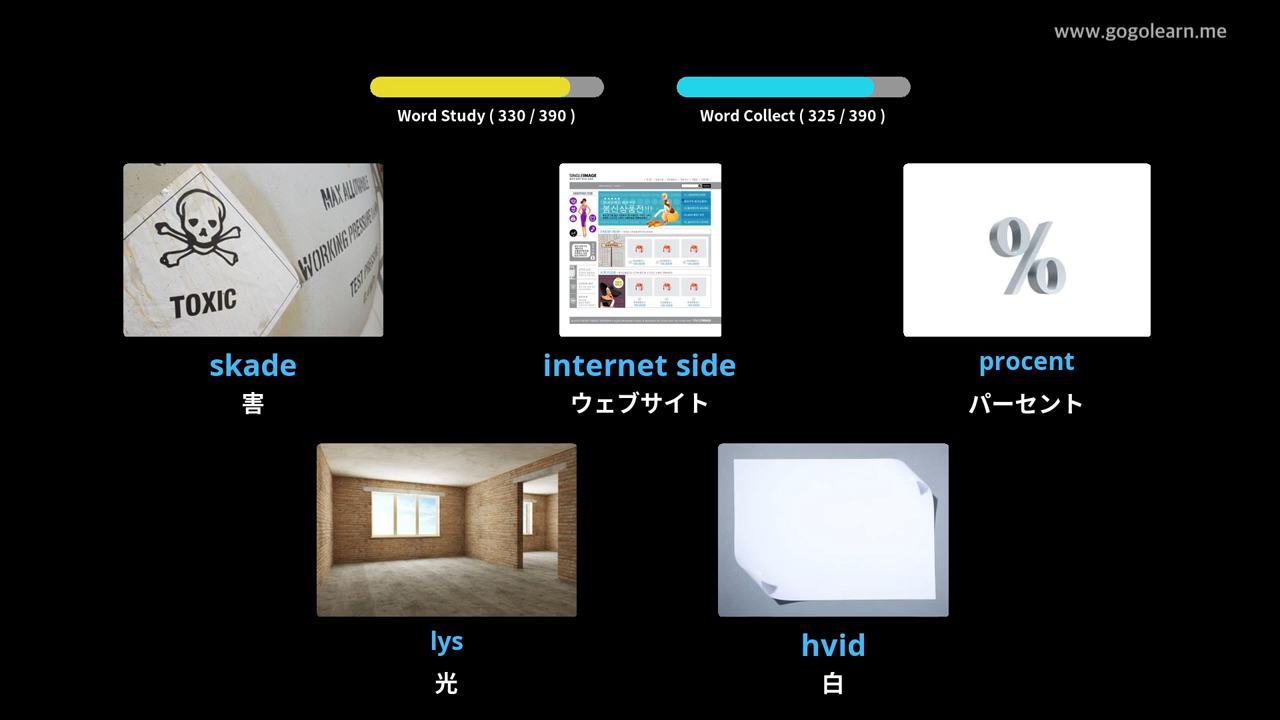 www.gogolearn.me
Word Study ( 330 / 390 )
Word Collect ( 325 / 390 )
TOXIC
MAX ALLOWABLE
WORKING PRESSURE
TEST
skade
害
internet side
ウェブサイト
%
procent
パーセント
lys
光
hvid
白